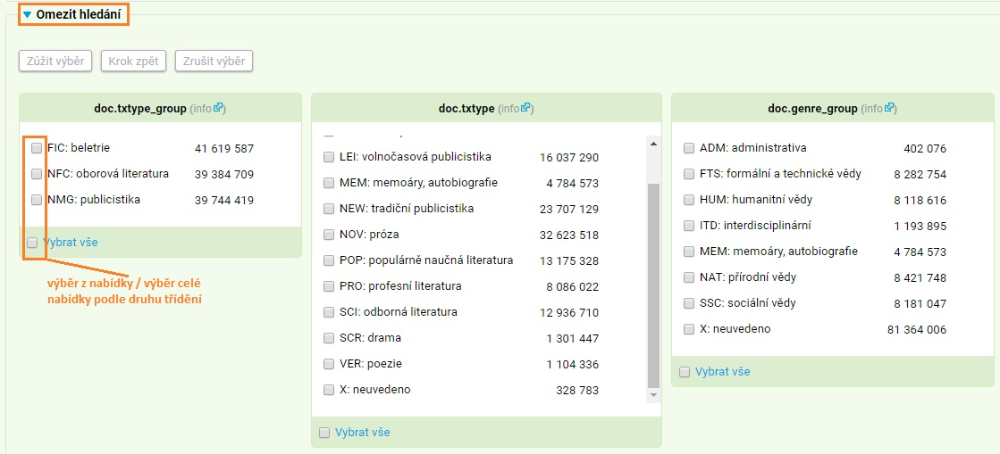 Omezit hledání
Zúžit výběr Krok zpět Zrušit výběr
doc.txtype_group (info)
FIC: beletrie 41 619 587
NFC: oborová literatura 39 384 709
NMG: publicistika 39 744 419
Vybrat vše
výběr z nabídky / výběr celé
nabídky podle druhu třídění
doc.txtype (info)
LEI: volnočasová publicistika 16 037 290
MEM: memoáry, autobiografie 4 784 573
NEW: tradiční publicistika 23 707 129
NOV: próza 32 623 518
POP: populárně naučná literatura 13 175 328
PRO: profesní literatura 8 086 022
SCI: odborná literatura 12 936 710
SCR: drama 1 301 447
VER: poezie 1 104 336
X: neuvedeno 328 783
Vybrat vše
doc.genre_group (info)
ADM: administrativa 402 076
FTS: formální a technické vědy 8 282 754
HUM: humanitní vědy 8 118 616
ITD: interdisciplinární 1 193 895
MEM: memoáry, autobiografie 4 784 573
NAT: přírodní vědy 8 421 748
SSC: sociální vědy 8 181 047
X: neuvedeno 81 364 006
Vybrat vše